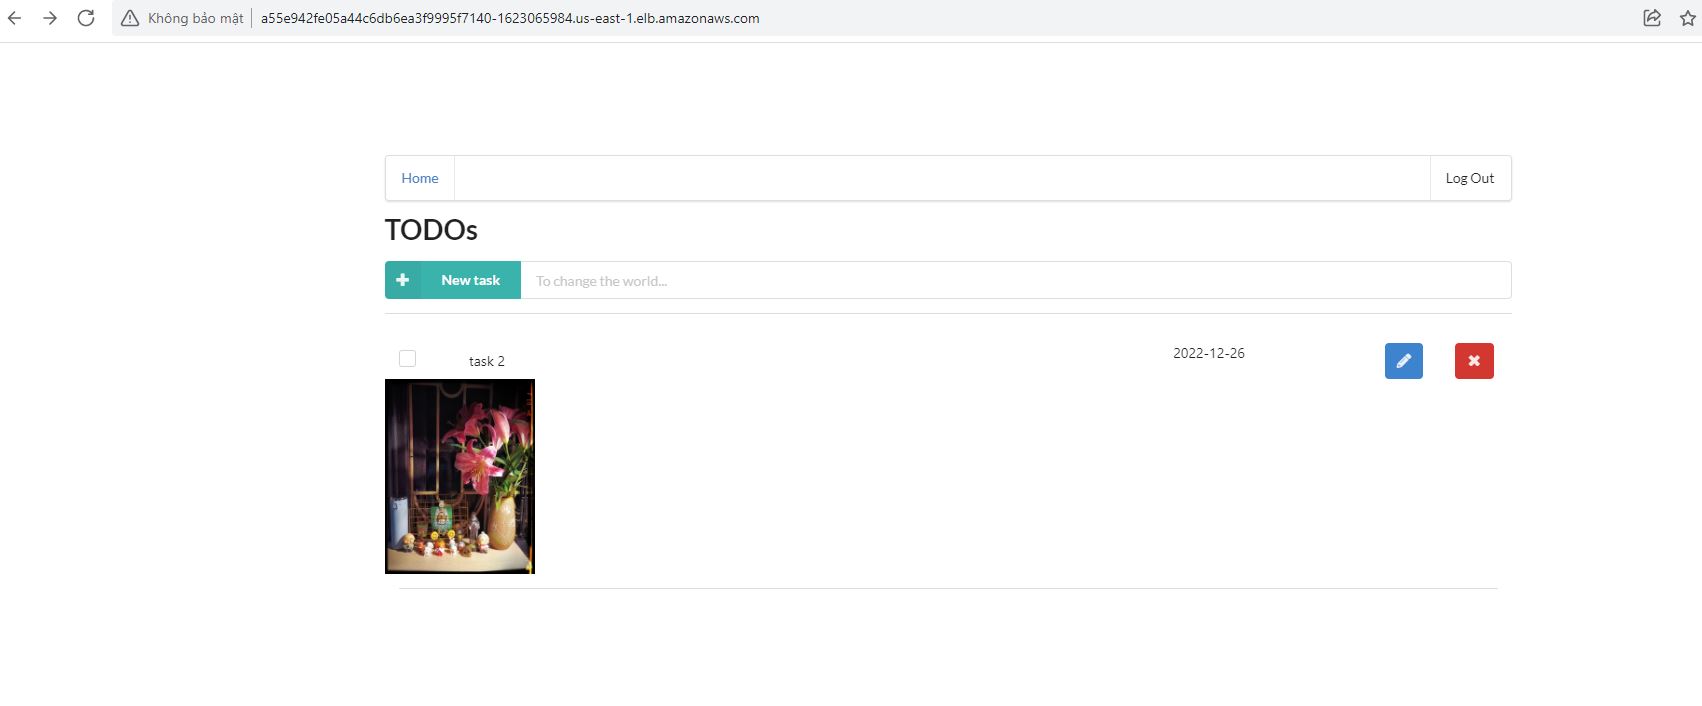 Không bảo mật a55e942fe05a44c6db6ea3f9995f7140-1623065984.us-east-1.elb.amazonaws.com
Home Log Out
TODOs
New task To change the world...
task 2 2022-12-26